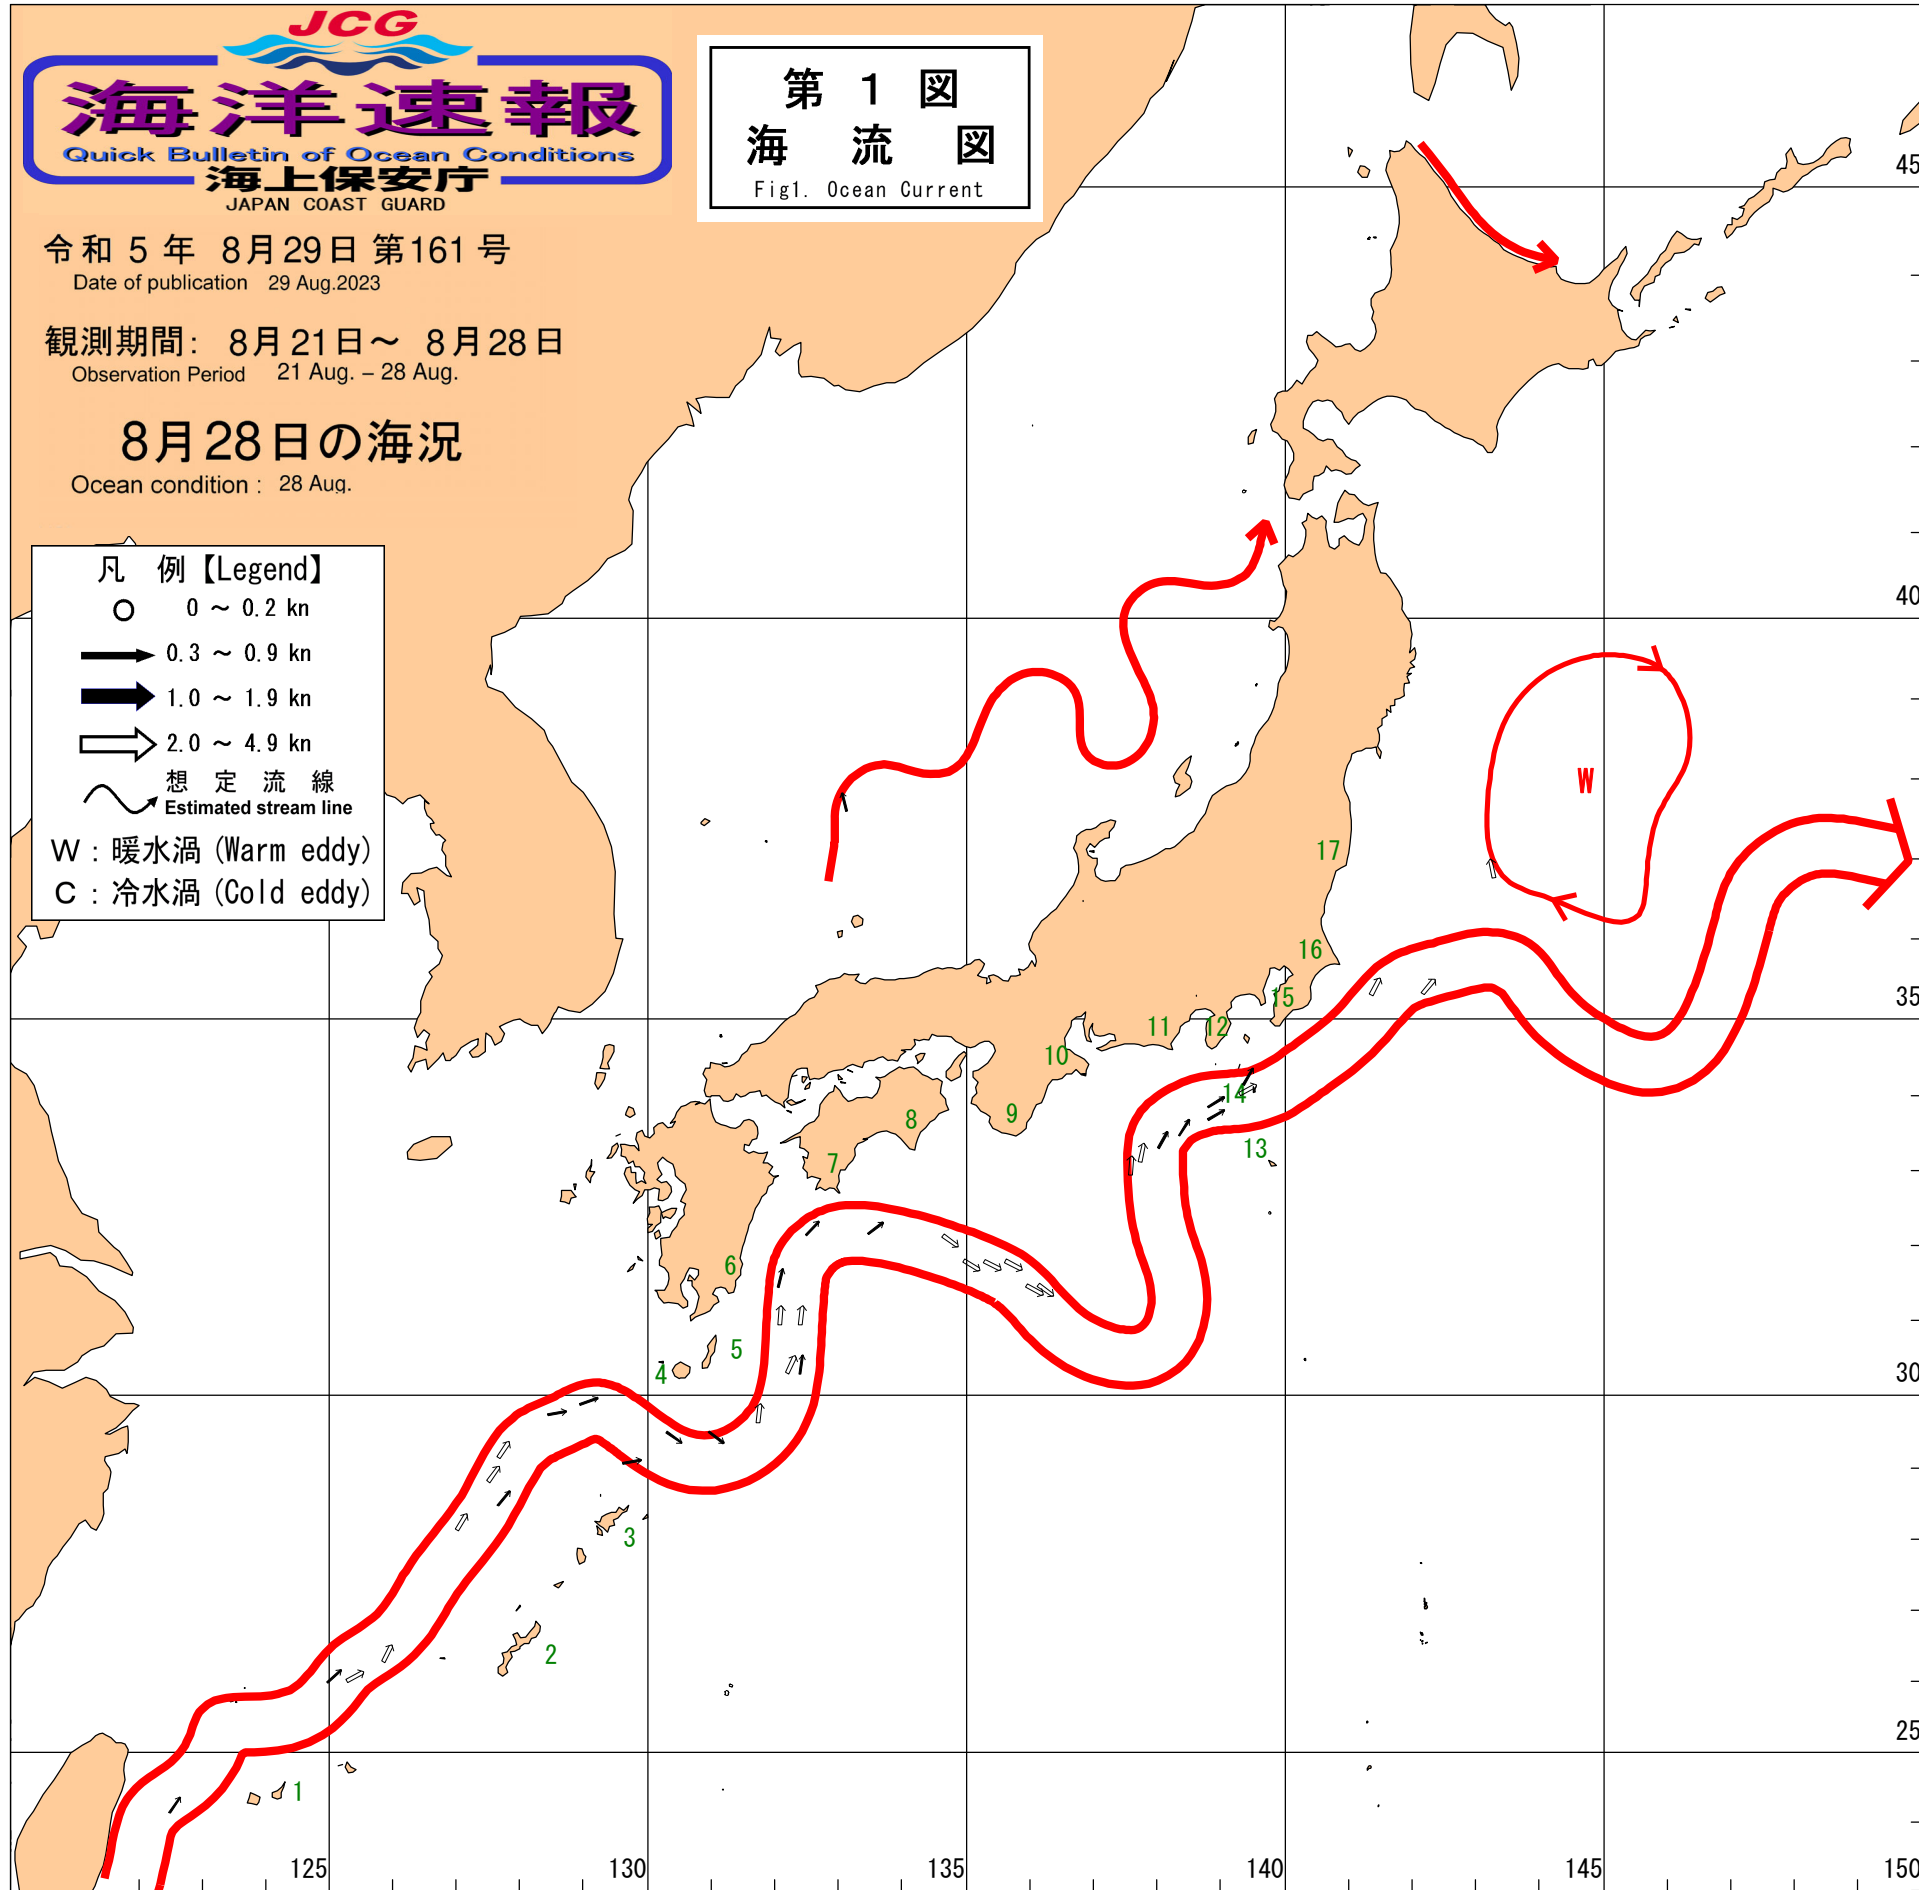 JCG
海洋速報
Quick Bulletin of Ocean Conditions
海上保安庁
JAPAN COAST GUARD
第 1 図
海 流 図
Fig1. Ocean Current
令和 5 年 8月29日 第161 号
Date of publication 29 Aug.2023
観測期間: 8月21日～ 8月28日
Observation Period 21 Aug. – 28 Aug.
8月28日の海況
Ocean condition : 28 Aug.
凡 例【Legend】
0 ～ 0.2 kn
0.3 ～ 0.9 kn
1.0 ～ 1.9 kn
2.0 ～ 4.9 kn
想 定 流 線
Estimated stream line
W : 暖水渦 (Warm eddy)
C : 冷水渦 (Cold eddy)
45
40
W
17
16
35
15
11
12
10
14
9
8
13
7
6
5
4
30
3
2
25
1
125
130
135
140
145
150